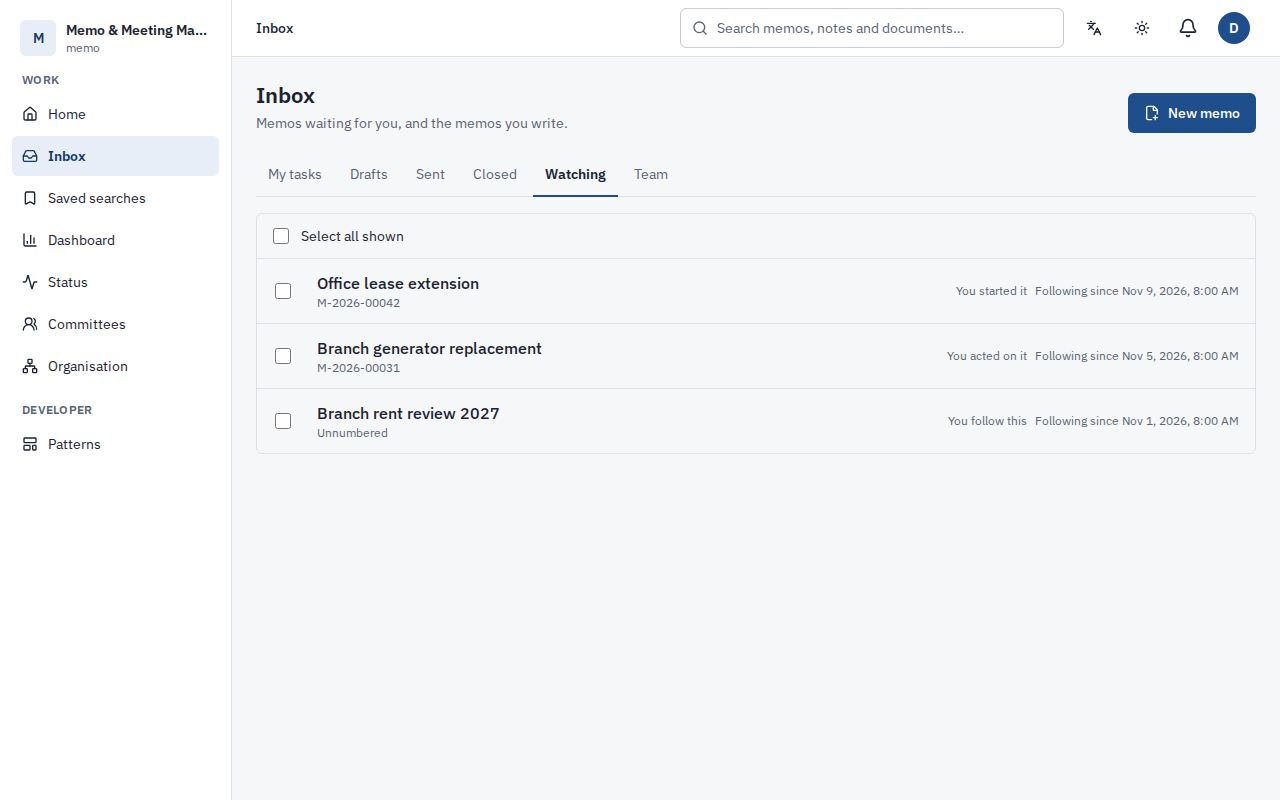 M
Memo & Meeting Ma...
memo
WORK
Home
Inbox
Saved searches
Dashboard
Status
Committees
Organisation
DEVELOPER
Patterns
Inbox
Search memos, notes and documents...
D
Inbox
Memos waiting for you, and the memos you write.
New memo
My tasks Drafts Sent Closed Watching Team
Select all shown
Office lease extension
M-2026-00042
You started it Following since Nov 9, 2026, 8:00 AM
Branch generator replacement
M-2026-00031
You acted on it Following since Nov 5, 2026, 8:00 AM
Branch rent review 2027
Unnumbered
You follow this Following since Nov 1, 2026, 8:00 AM